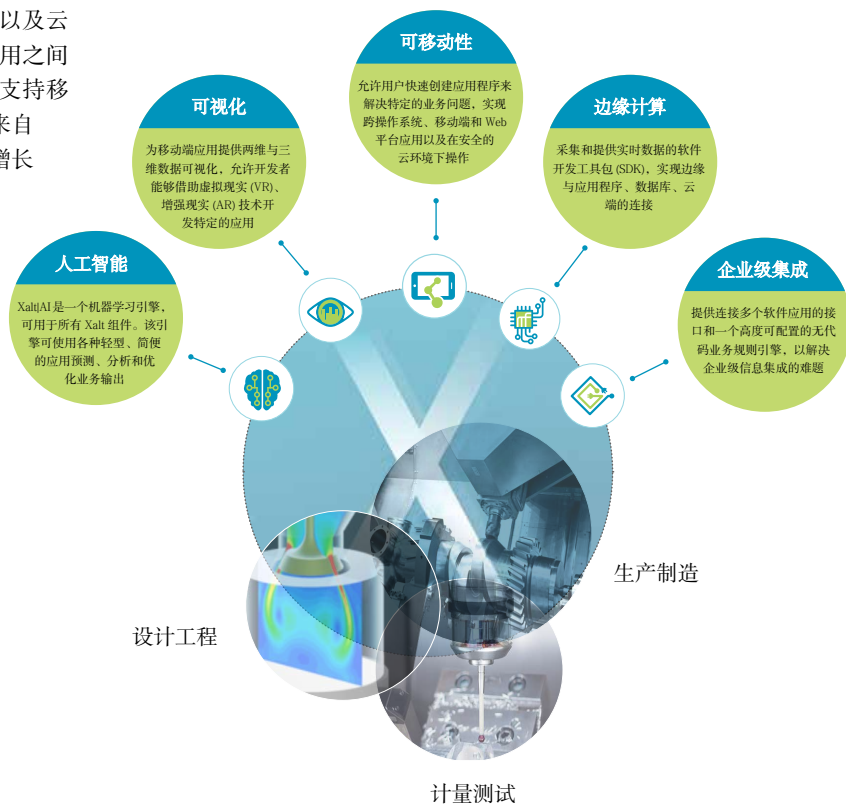 以及云
用之间
支持移
来自
增长
可移动性
允许用户快速创建应用程序来
解决特定的业务问题，实现
跨操作系统、移动端和 Web
平台应用以及在安全的
云环境下操作
可视化
为移动端应用提供两维与三
维数据可视化，允许开发者
能够借助虚拟现实 (VR)、
增强现实 (AR) 技术开
发特定的应用
边缘计算
采集和提供实时数据的软件
开发工具包 (SDK)，实现边缘
与应用程序、数据库、云
端的连接
人工智能
Xalt|AI 是一个机器学习引擎，
可用于所有 Xalt 组件。该引
擎可使用各种轻型、简便
的应用预测、分析和优
化业务输出
企业级集成
提供连接多个软件应用的接
口和一个高度可配置的无代
码业务规则引擎，以解决
企业级信息集成的难题
生产制造
设计工程
计量测试